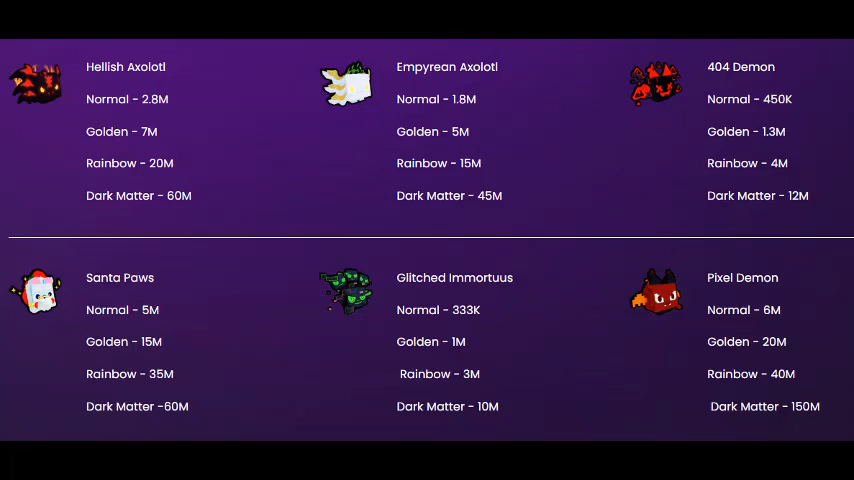 Hellish Axolotl
Normal - 2.8M
Golden - 7M
Rainbow - 20M
Dark Matter - 60M
Empyrean Axolotl
Normal - 1.8M
Golden - 5M
Rainbow - 15M
Dark Matter - 45M
404 Demon
Normal - 450K
Golden - 1.3M
Rainbow - 4M
Dark Matter - 12M
Santa Paws
Normal - 5M
Golden - 15M
Rainbow - 35M
Dark Matter -60M
Glitched Immortuus
Normal - 333K
Golden - 1M
Rainbow - 3M
Dark Matter - 10M
Pixel Demon
Normal - 6M
Golden - 20M
Rainbow - 40M
Dark Matter - 150M